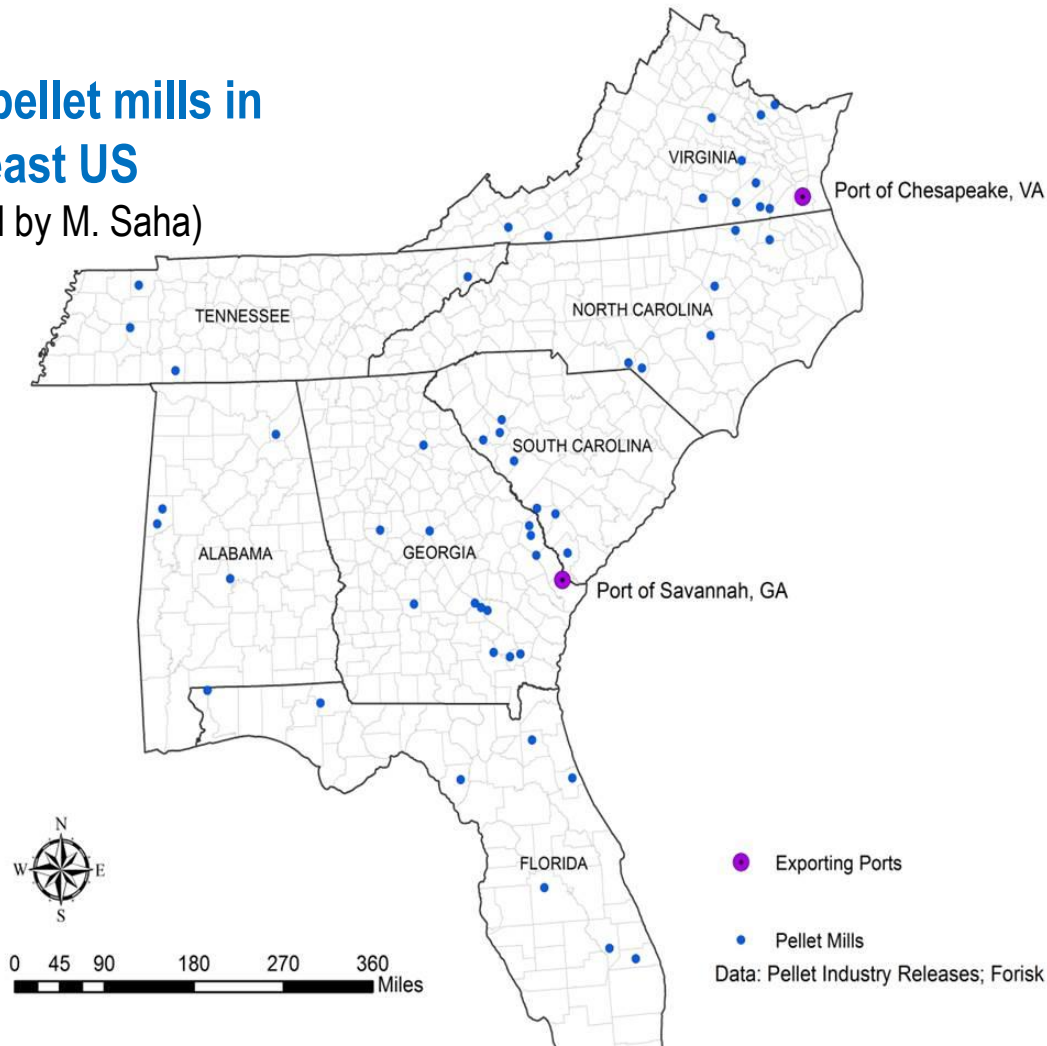 pellet mills in
east US
by M. Saha)
VIRGINIA
Port of Chesapeake, VA
TENNESSEE
NORTH CAROLINA
SOUTH CAROLINA
ALABAMA
GEORGIA
Port of Savannah, GA
FLORIDA
N
W
E
S
Exporting Ports
Pellet Mills
0 45 90 180 270 360
Miles
Data: Pellet Industry Releases; Forisk